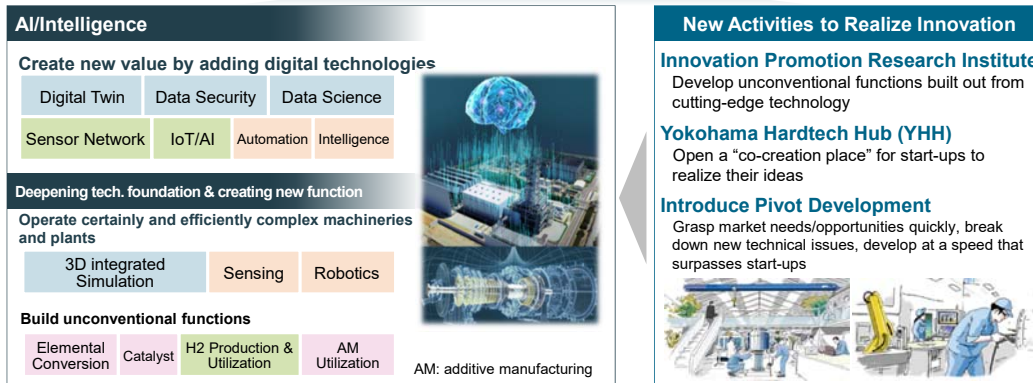 AI/Intelligence
Create new value by adding digital technologies
Digital Twin
Data Security
Data Science
Sensor Network
IoT/AI
Automation
Intelligence
Deepening tech. foundation & creating new function
Operate certainly and efficiently complex machineries
and plants
3D integrated
Simulation
Sensing
Robotics
Build unconventional functions
Elemental
Conversion
Catalyst
H2 Production &
Utilization
AM
Utilization
AM: additive manufacturing
New Activities to Realize Innovation
Innovation Promotion Research Institute
Develop unconventional functions built out from
cutting-edge technology
Yokohama Hardtech Hub (YHH)
Open a “co-creation place” for start-ups to
realize their ideas
Introduce Pivot Development
Grasp market needs/opportunities quickly, break
down new technical issues, develop at a speed that
surpasses start-ups